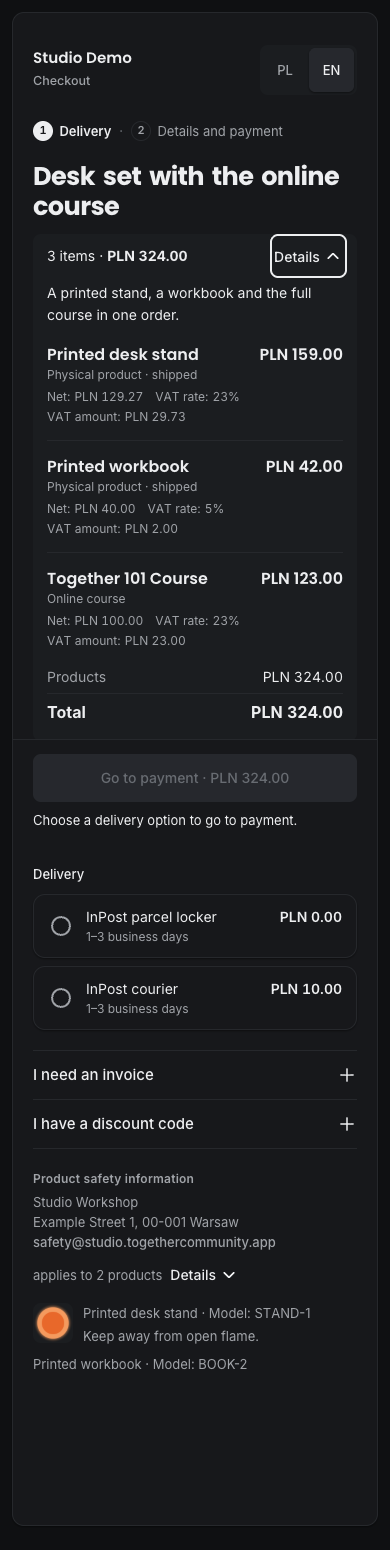 Studio Demo
Checkout
PL EN
1 Delivery · 2 Details and payment
Desk set with the online
course
3 items · PLN 324.00 Details
A printed stand, a workbook and the full
course in one order.
Printed desk stand PLN 159.00
Physical product · shipped
Net: PLN 129.27 VAT rate: 23%
VAT amount: PLN 29.73
Printed workbook PLN 42.00
Physical product · shipped
Net: PLN 40.00 VAT rate: 5%
VAT amount: PLN 2.00
Together 101 Course PLN 123.00
Online course
Net: PLN 100.00 VAT rate: 23%
VAT amount: PLN 23.00
Products PLN 324.00
Total PLN 324.00
Go to payment · PLN 324.00
Choose a delivery option to go to payment.
Delivery
InPost parcel locker PLN 0.00
1–3 business days
InPost courier PLN 10.00
1–3 business days
I need an invoice
I have a discount code
Product safety information
Studio Workshop
Example Street 1, 00-001 Warsaw
safety@studio.togethercommunity.app
applies to 2 products Details
Printed desk stand · Model: STAND-1
Keep away from open flame.
Printed workbook · Model: BOOK-2